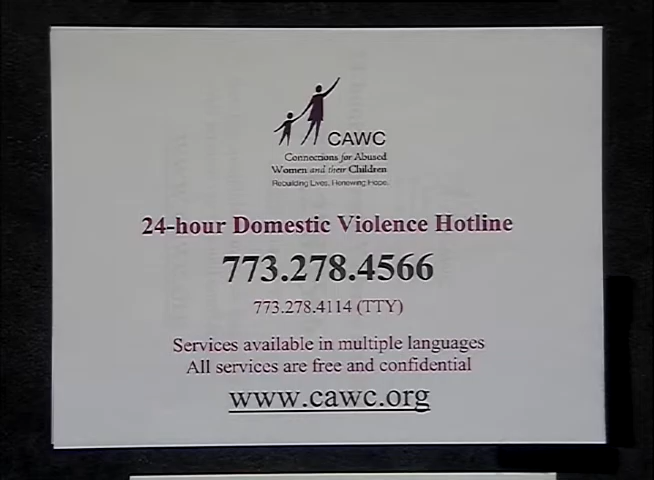 CAWC
Connections for Abused
Women and their Children
Rebuilding Lives, Renewing Hope.
24-hour Domestic Violence Hotline
773.278.4566
773.278.4114 (TTY)
Services available in multiple languages
All services are free and confidential
www.cawc.org